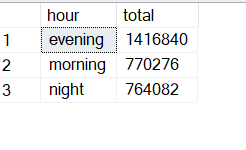 hour total
1 evening 1416840
2 morning 770276
3 night 764082